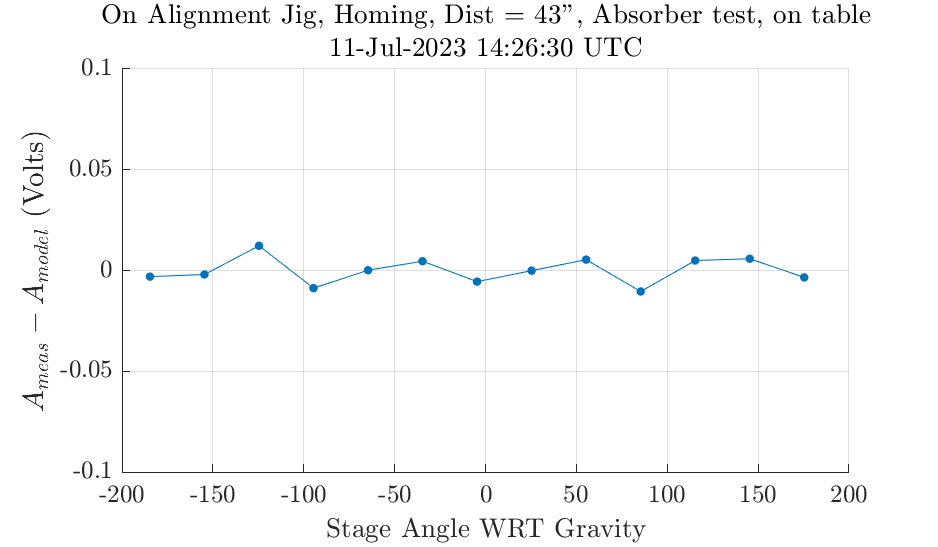 On Alignment Jig, Homing, Dist = 43”, Absorber test, on table
11-Jul-2023 14:26:30 UTC
A_meas − A_model (Volts)
0.1
0.05
0
-0.05
-0.1
-200 -150 -100 -50 0 50 100 150 200
Stage Angle WRT Gravity